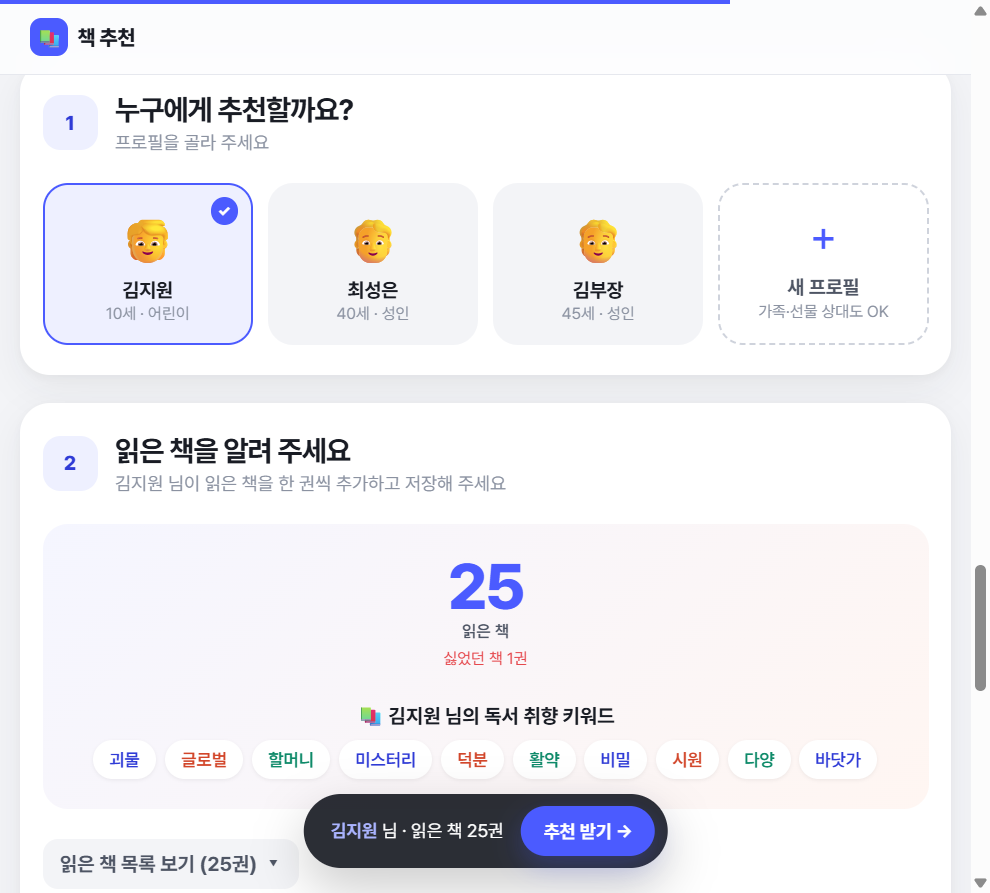 책 추천
1
누구에게 추천할까요?
프로필을 골라 주세요
김지원
10세 · 어린이
최성은
40세 · 성인
김부장
45세 · 성인
+
새 프로필
가족·선물 상대도 OK
2
읽은 책을 알려 주세요
김지원 님이 읽은 책을 한 권씩 추가하고 저장해 주세요
25
읽은 책
싫었던 책 1권
김지원 님의 독서 취향 키워드
괴물 글로벌 할머니 미스터리 덕분 활약 비밀 시원 다양 바닷가
김지원 님 · 읽은 책 25권
추천 받기 →
읽은 책 목록 보기 (25권) ▼